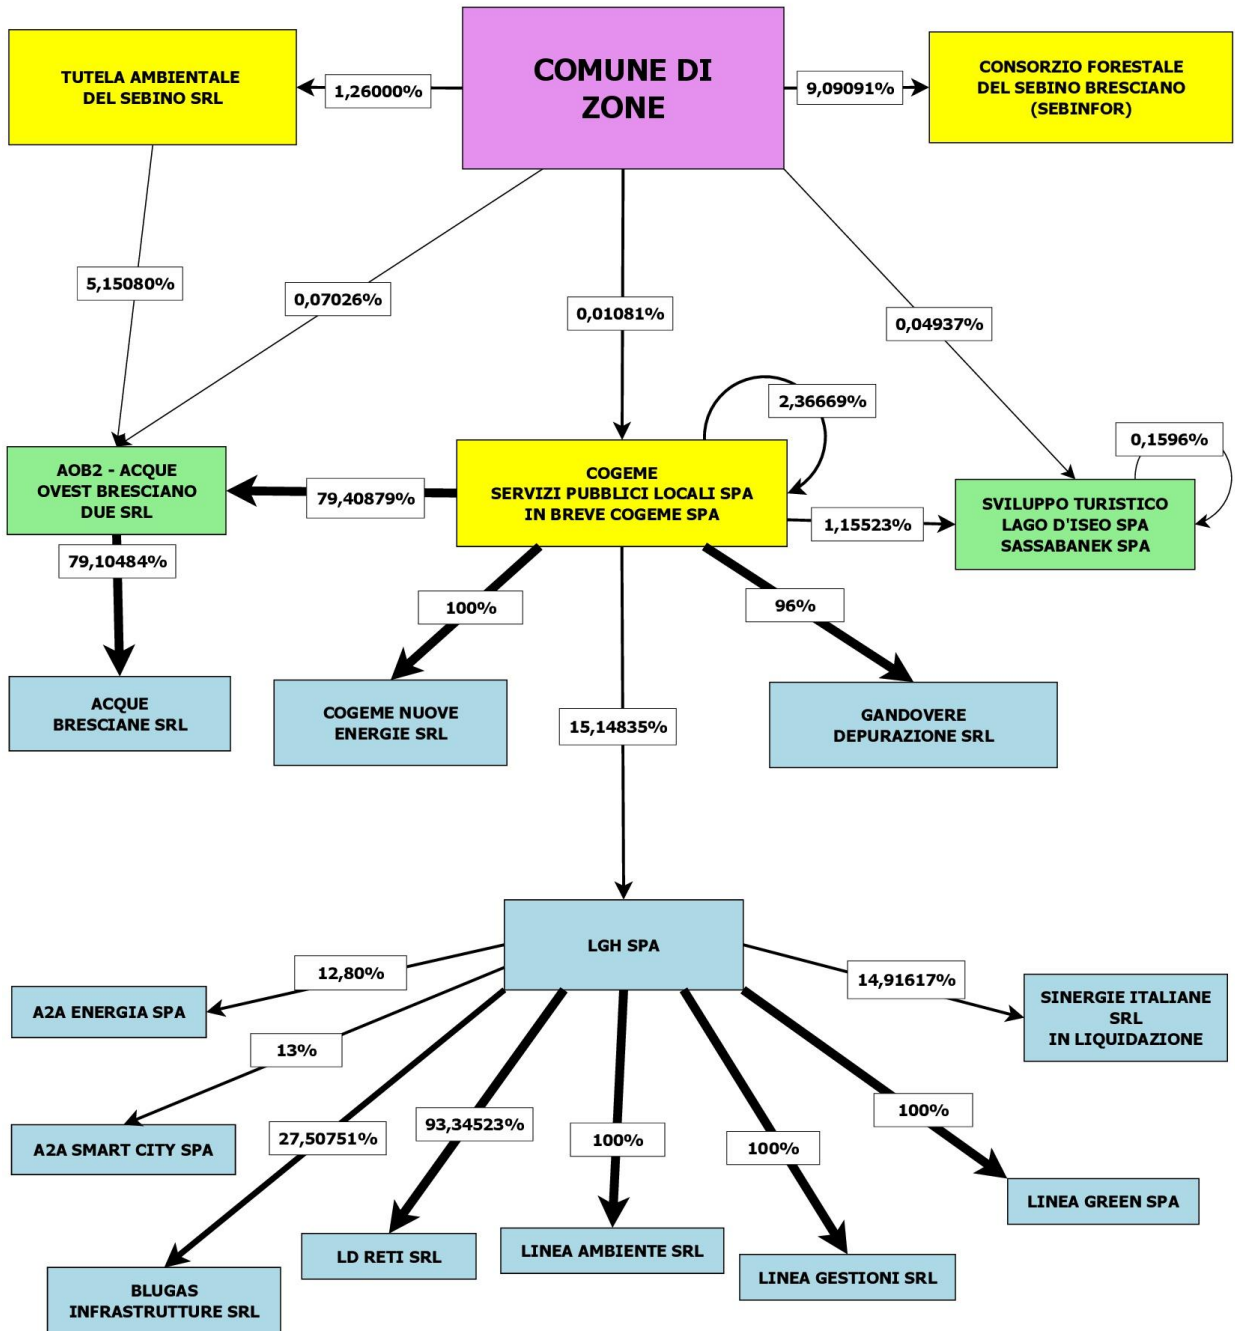 COMUNE DI
ZONE
TUTELA AMBIENTALE
DEL SEBINO SRL
1,26000%
9,09091%
CONSORZIO FORESTALE
DEL SEBINO BRESCIANO
(SEBINFOR)
5,15080%
0,07026%
0,01081%
0,04937%
2,36669%
0,1596%
AOB2 - ACQUE
OVEST BRESCIANO
DUE SRL
79,40879%
COGEME
SERVIZI PUBBLICI LOCALI SPA
IN BREVE COGEME SPA
1,15523%
SVILUPPO TURISTICO
LAGO D'ISEO SPA
SASSABANEK SPA
79,10484%
100%
96%
ACQUE
BRESCIANE SRL
COGEME NUOVE
ENERGIE SRL
15,14835%
GANDOVERE
DEPURAZIONE SRL
LGH SPA
12,80%
14,91617%
A2A ENERGIA SPA
SINERGIE ITALIANE
SRL
IN LIQUIDAZIONE
13%
A2A SMART CITY SPA
27,50751%
93,34523%
100%
100%
100%
LINEA GREEN SPA
LD RETI SRL
LINEA AMBIENTE SRL
LINEA GESTIONI SRL
BLUGAS
INFRASTRUTTURE SRL